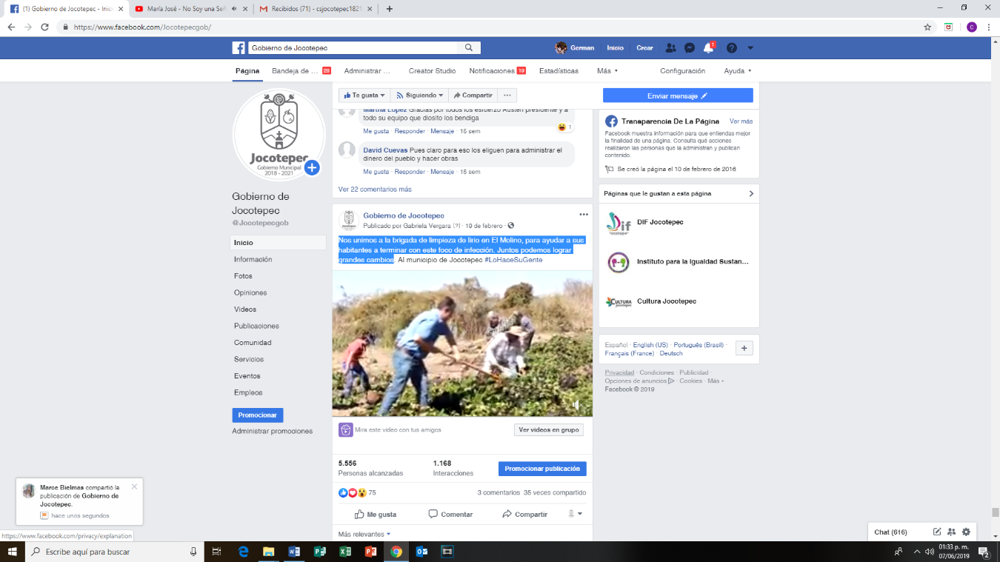 (1) Gobierno de Jocotepec - Inic
María José - No Soy una Señ
Recibidos (71) - csjocotepec1821
https://www.facebook.com/Jocotepecgob/
C
Gobierno de Jocotepec
German
Inicio
Crear
1
Página
Bandeja de ... 28
Administrar ...
Creator Studio
Notificaciones 19
Estadísticas
Más
Configuración
Ayuda
Jocotepec
Gobierno Municipal
2018 - 2021
Gobierno de
Jocotepec
@Jocotepecgob
Inicio
Información
Fotos
Opiniones
Videos
Publicaciones
Comunidad
Servicios
Eventos
Empleos
Promocionar
Administrar promociones
Te gusta
Siguiendo
Compartir
Enviar mensaje
Martha López Gracias por todos los esfuerzo Austen presidente y a
todo su equipo que diosito los bendiga
1
Me gusta · Responder · Mensaje · 15 sem
David Cuevas Pues claro para eso los eliguen para administrar el
dinero del pueblo y hacer obras
Me gusta · Responder · Mensaje · 15 sem
Ver 22 comentarios más
Gobierno de Jocotepec
Publicado por Gabriela Vergara [?] · 19 de febrero ·
Nos unimos a la brigada de limpieza de lirio en El Molino, para ayudar a sus
habitantes a terminar con este foco de infección. Juntos podemos lograr
grandes cambios. Al municipio de Jocotepec #LoHaceSuGente
Mira este video con tus amigos
Ver videos en grupo
5.556
Personas alcanzadas
1.168
Interacciones
Promocionar publicación
75
3 comentarios 35 veces compartido
Me gusta
Comentar
Compartir
Más relevantes
Transparencia De La Página
Ver más
Facebook muestra información para que entiendas mejor
la finalidad de una página. Consulta qué acciones
realizaron las personas que la administran y publican
contenido.
Se creó la página el 10 de febrero de 2016
Páginas que le gustan a esta página
Dif
Jocotepec
DIF Jocotepec
Instituto para la Igualdad Sustan...
CULTURA
Jocotepec
Cultura Jocotepec
Español · English (US) · Português (Brasil) ·
Français (France) · Deutsch
Privacidad · Condiciones · Publicidad ·
Opciones de anuncios · Cookies · Más
Facebook © 2019
Marce Bielmas compartió la
publicación de Gobierno de
Jocotepec.
hace unos segundos
https://www.facebook.com/privacy/explanation
Chat (616)
Escribe aquí para buscar
01:33 p. m.
07/06/2019
2